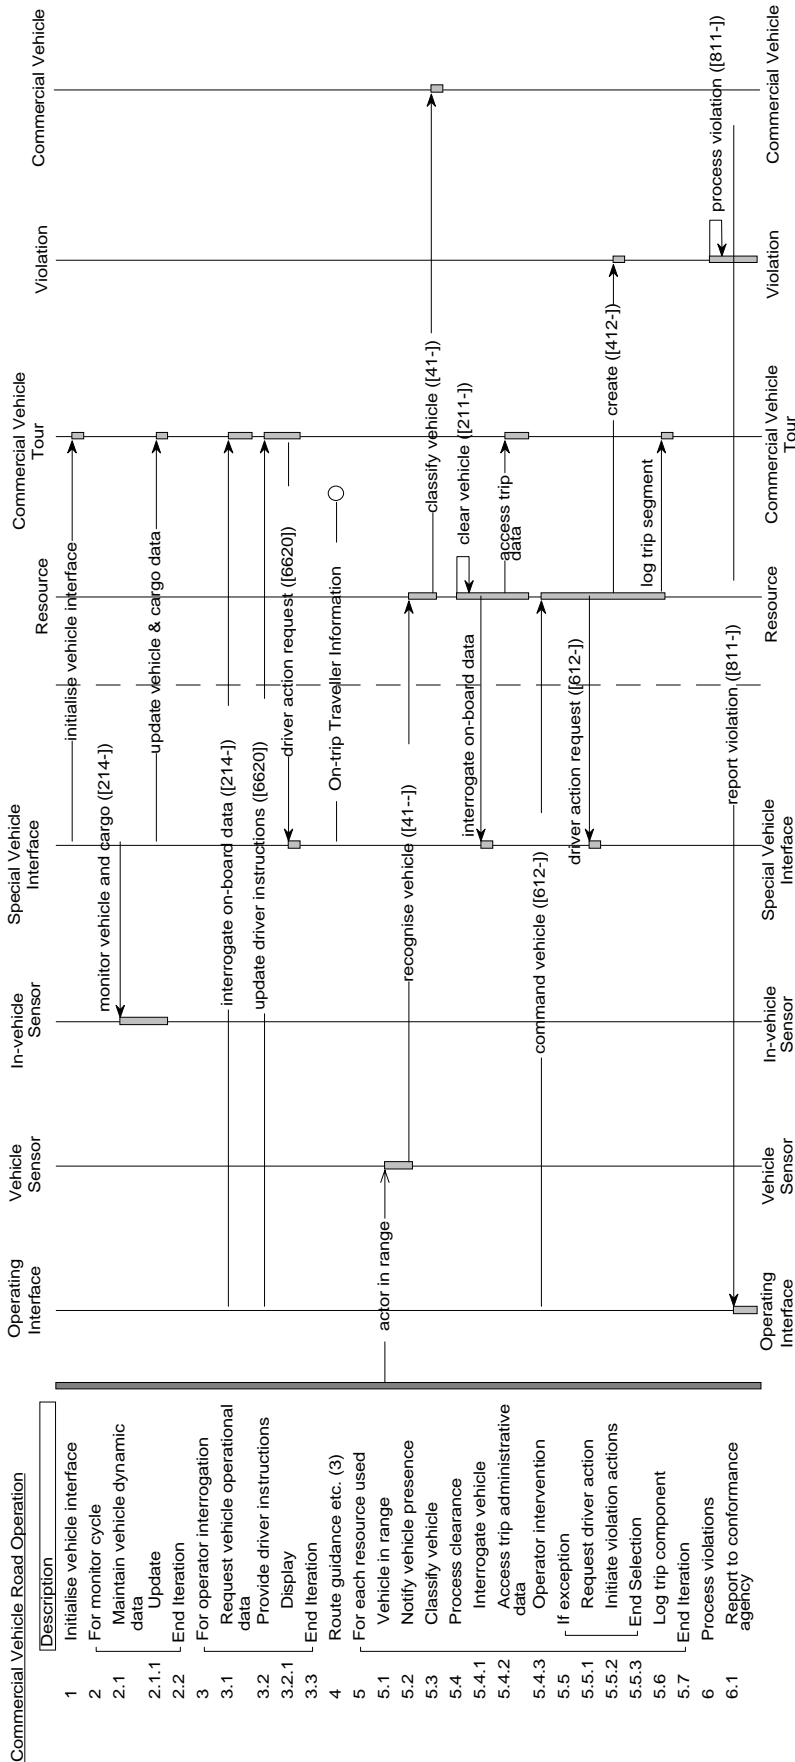 Commercial Vehicle Road Operation
Description
1 Initialise vehicle interface
2 For monitor cycle
2.1 Maintain vehicle dynamic
data
2.1.1 Update
2.2 End Iteration
3 For operator interrogation
3.1 Request vehicle operational
data
3.2 Provide driver instructions
3.2.1 Display
3.3 End Iteration
4 Route guidance etc. (3)
5 For each resource used
5.1 Vehicle in range
5.2 Notify vehicle presence
5.3 Classify vehicle
5.4 Process clearance
5.4.1 Interrogate vehicle
5.4.2 Access trip administrative
data
5.4.3 Operator intervention
5.5 If exception
5.5.1 Request driver action
5.5.2 Initiate violation actions
5.5.3 End Selection
5.6 Log trip component
5.7 End Iteration
6 Process violations
6.1 Report to conformance
agency
Operating
Interface
Vehicle
Sensor
In-vehicle
Sensor
Special Vehicle
Interface
Resource
Commercial Vehicle
Tour
Violation
Commercial Vehicle
initialise vehicle interface
monitor vehicle and cargo ([214-])
update vehicle & cargo data
interrogate on-board data ([214-])
update driver instructions ([6620])
driver action request ([6620])
On-trip Traveller Information
actor in range
recognise vehicle ([41--])
classify vehicle ([41-])
clear vehicle ([211-])
interrogate on-board data
access trip
data
command vehicle ([612-])
driver action request ([612-])
create ([412-])
log trip segment
process violation ([811-])
report violation ([811-])
Operating
Interface
Vehicle
Sensor
In-vehicle
Sensor
Special Vehicle
Interface
Resource
Commercial Vehicle
Tour
Violation
Commercial Vehicle